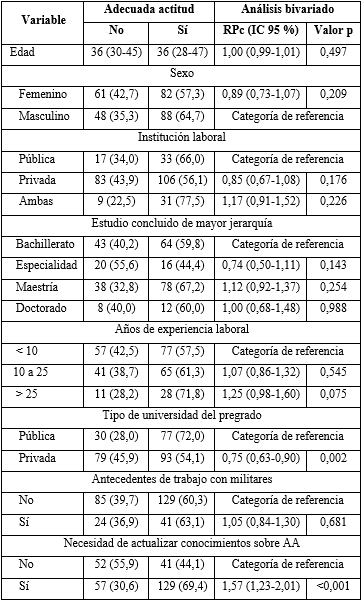 Variable Adecuada actitud Análisis bivariado
No Sí RPc (IC 95 %) Valor p
Edad 36 (30-45) 36 (28-47) 1,00 (0,99-1,01) 0,497
Sexo
Femenino 61 (42,7) 82 (57,3) 0,89 (0,73-1,07) 0,209
Masculino 48 (35,3) 88 (64,7) Categoría de referencia
Institución laboral
Pública 17 (34,0) 33 (66,0) Categoría de referencia
Privada 83 (43,9) 106 (56,1) 0,85 (0,67-1,08) 0,176
Ambas 9 (22,5) 31 (77,5) 1,17 (0,91-1,52) 0,226
Estudio concluido de mayor jerarquía
Bachillerato 43 (40,2) 64 (59,8) Categoría de referencia
Especialidad 20 (55,6) 16 (44,4) 0,74 (0,50-1,11) 0,143
Maestría 38 (32,8) 78 (67,2) 1,12 (0,92-1,37) 0,254
Doctorado 8 (40,0) 12 (60,0) 1,00 (0,68-1,48) 0,988
Años de experiencia laboral
< 10 57 (42,5) 77 (57,5) Categoría de referencia
10 a 25 41 (38,7) 65 (61,3) 1,07 (0,86-1,32) 0,545
> 25 11 (28,2) 28 (71,8) 1,25 (0,98-1,60) 0,075
Tipo de universidad del pregrado
Pública 30 (28,0) 77 (72,0) Categoría de referencia
Privada 79 (45,9) 93 (54,1) 0,75 (0,63-0,90) 0,002
Antecedentes de trabajo con militares
No 85 (39,7) 129 (60,3) Categoría de referencia
Sí 24 (36,9) 41 (63,1) 1,05 (0,84-1,30) 0,681
Necesidad de actualizar conocimientos sobre AA
No 52 (55,9) 41 (44,1) Categoría de referencia
Sí 57 (30,6) 129 (69,4) 1,57 (1,23-2,01) <0,001